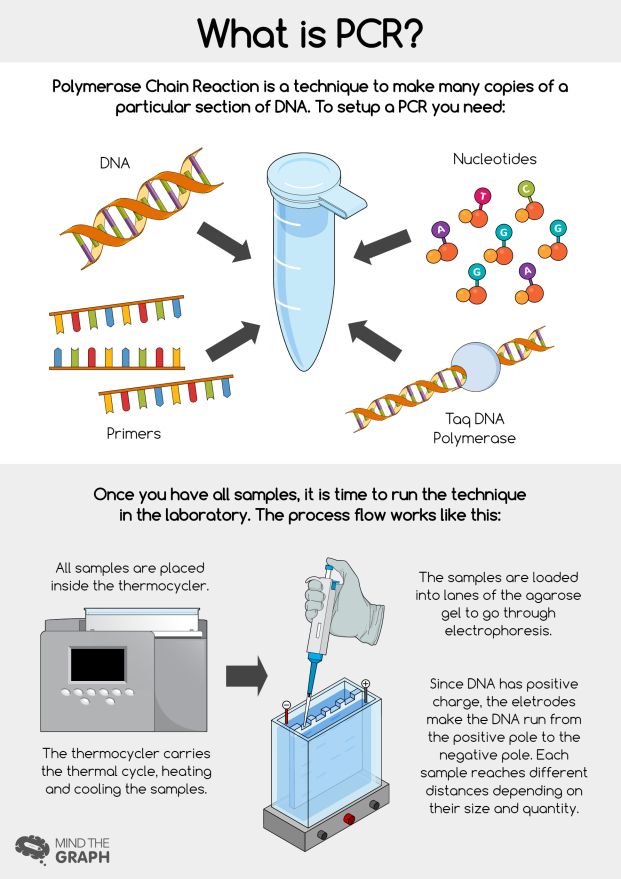 What is PCR?
Polymerase Chain Reaction is a technique to make many copies of a
particular section of DNA. To setup a PCR you need:
DNA
Nucleotides
T
C
A
G
G
G
A
Primers
Taq DNA
Polymerase
Once you have all samples, it is time to run the technique
in the laboratory. The process flow works like this:
All samples are placed
inside the thermocycler.
The thermocycler carries
the thermal cycle, heating
and cooling the samples.
The samples are loaded
into lanes of the agarose
gel to go through
electrophoresis.
Since DNA has positive
charge, the eletrodes
make the DNA run from
the positive pole to the
negative pole. Each
sample reaches different
distances depending on
their size and quantity.
−
+
MIND THE
GRAPH